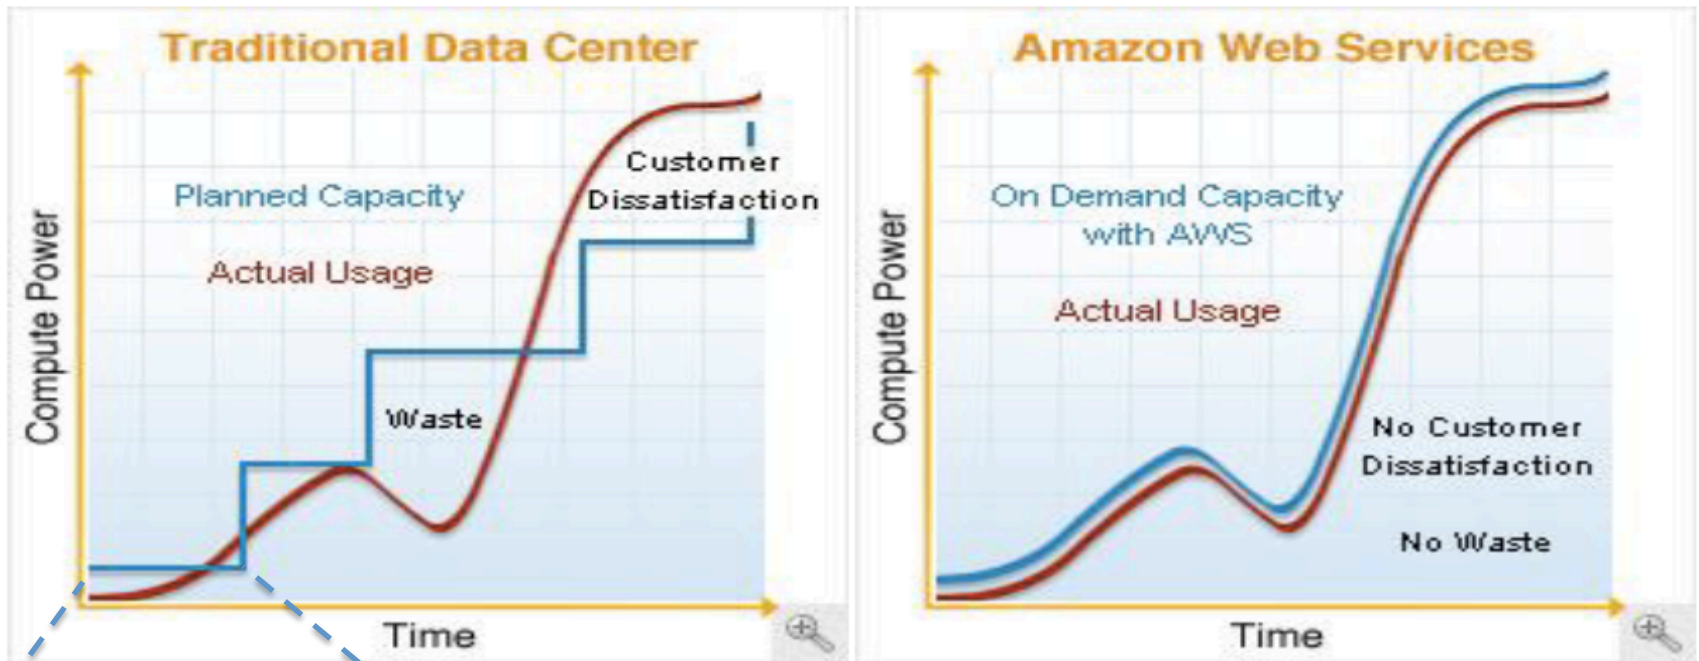 Traditional Data Center
Customer
Dissatisfaction
Planned Capacity
Actual Usage
Waste
Compute Power
Time
Amazon Web Services
On Demand Capacity
with AWS
Actual Usage
No Customer
Dissatisfaction
No Waste
Compute Power
Time